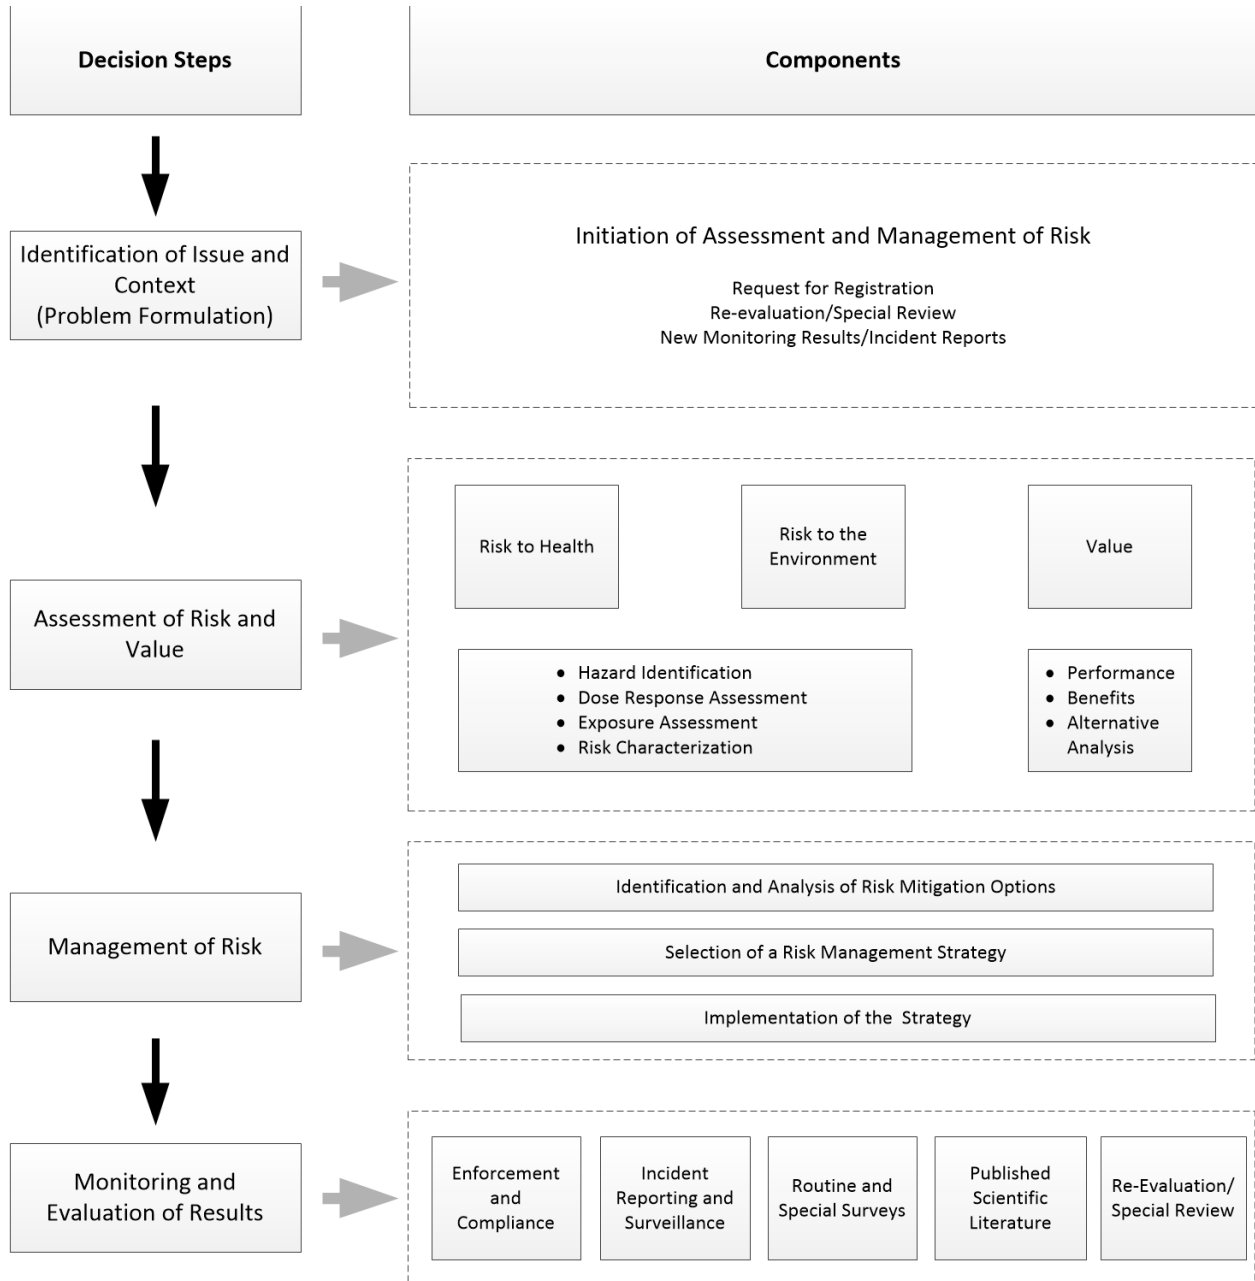 Decision Steps
Components
Identification of Issue and
Context
(Problem Formulation)
Initiation of Assessment and Management of Risk
Request for Registration
Re-evaluation/Special Review
New Monitoring Results/Incident Reports
Assessment of Risk and
Value
Risk to Health
Risk to the
Environment
Value
• Hazard Identification
• Dose Response Assessment
• Exposure Assessment
• Risk Characterization
• Performance
• Benefits
• Alternative
Analysis
Management of Risk
Identification and Analysis of Risk Mitigation Options
Selection of a Risk Management Strategy
Implementation of the Strategy
Monitoring and
Evaluation of Results
Enforcement
and
Compliance
Incident
Reporting and
Surveillance
Routine and
Special Surveys
Published
Scientific
Literature
Re-Evaluation/
Special Review